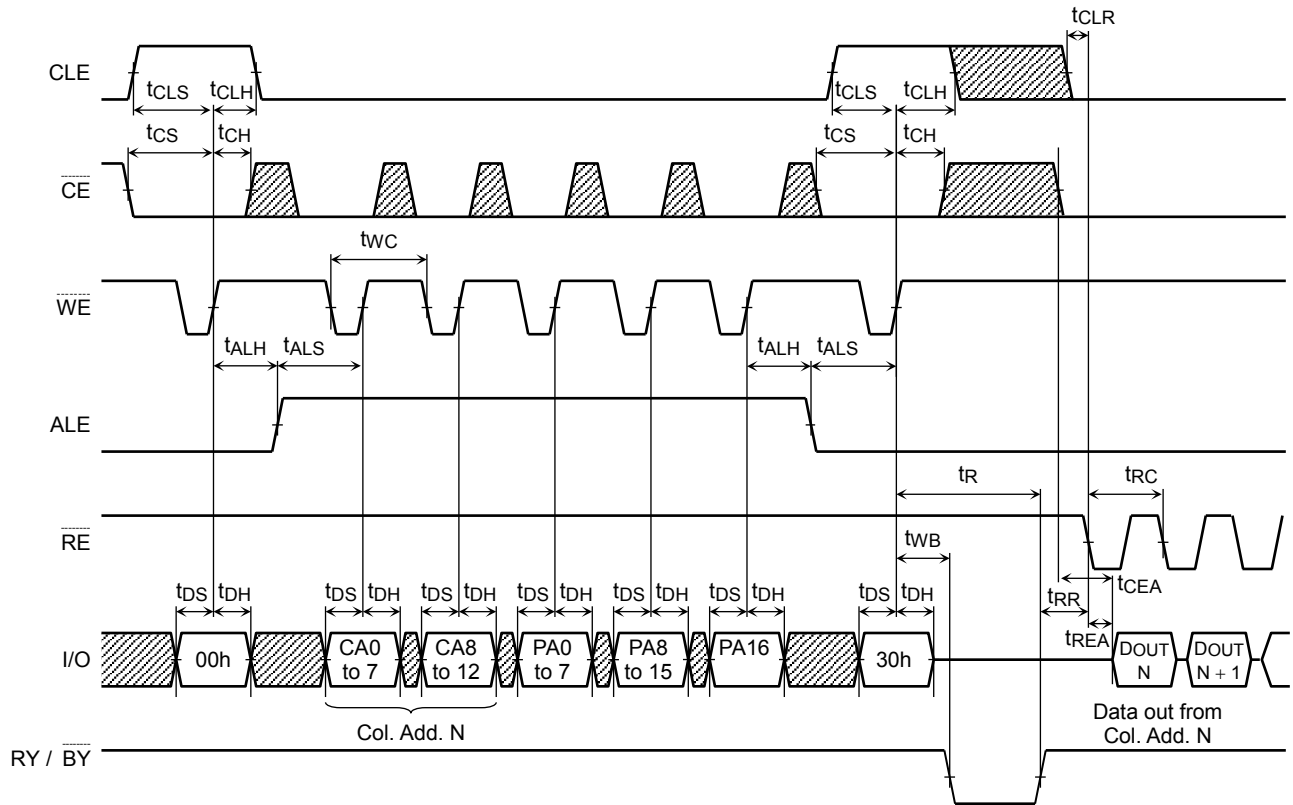 tCLR
CLE
tCLS tCLH tCLS tCLH
tCS tCH tCS tCH
CE
tWC
WE
tALH tALS tALH tALS
ALE
tR tRC
RE
tWB
tCEA
tDS tDH tDS tDH tDS tDH tDS tDH tDS tDH tDS tDH tDS tDH
tRR
tREA
I/O 00h CA0 to 7 CA8 to 12 PA0 to 7 PA8 to 15 PA16 30h DOUT N DOUT N + 1
Col. Add. N
Data out from
Col. Add. N
RY / BY